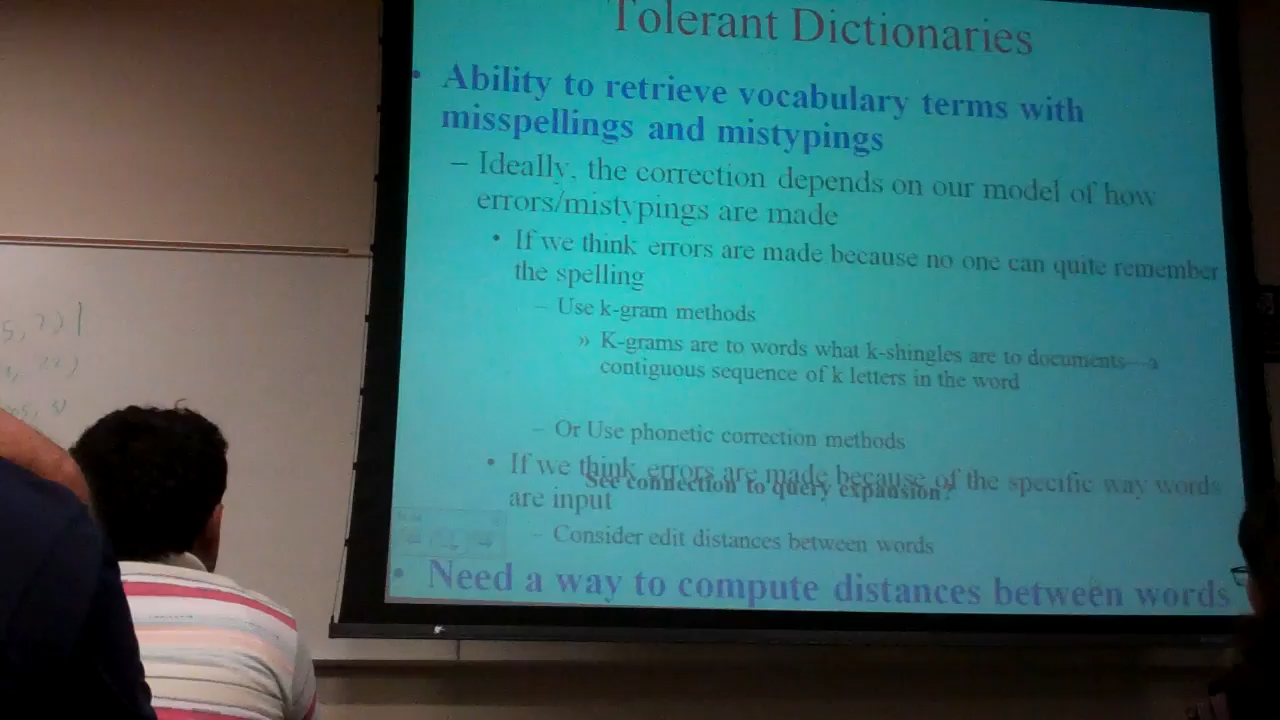 Tolerant Dictionaries
• Ability to retrieve vocabulary terms with
misspellings and mistypings
– Ideally, the correction depends on our model of how
errors/mistypings are made
• If we think errors are made because no one can quite remember
the spelling
– Use k-gram methods
» K-grams are to words what k-shingles are to documents—a
contiguous sequence of k letters in the word
– Or Use phonetic correction methods
• If we think errors are made because of the specific way words
See connection to query expansion?
are input
– Consider edit distances between words
• Need a way to compute distances between words
5, 7)